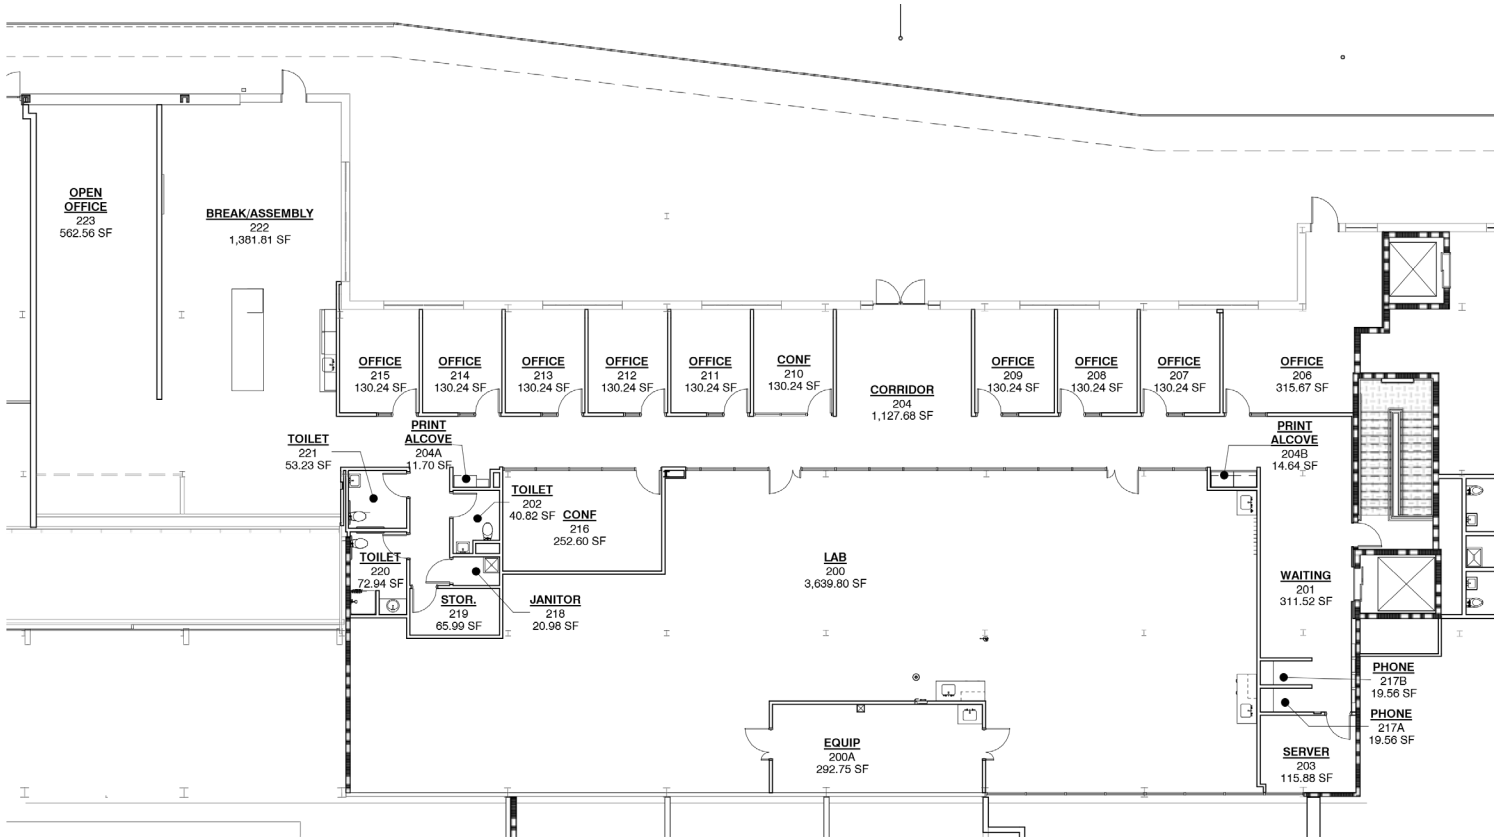 OPEN
OFFICE
223
562.56 SF
BREAK/ASSEMBLY
222
1,381.81 SF
OFFICE
215
130.24 SF
OFFICE
214
130.24 SF
OFFICE
213
130.24 SF
OFFICE
212
130.24 SF
OFFICE
211
130.24 SF
CONF
210
130.24 SF
CORRIDOR
204
1,127.68 SF
OFFICE
209
130.24 SF
OFFICE
208
130.24 SF
OFFICE
207
130.24 SF
OFFICE
206
315.67 SF
TOILET
221
53.23 SF
PRINT
ALCOVE
204A
11.70 SF
PRINT
ALCOVE
204B
14.64 SF
TOILET
202
40.82 SF
CONF
216
252.60 SF
TOILET
220
72.94 SF
STOR.
219
65.99 SF
JANITOR
218
20.98 SF
LAB
200
3,639.80 SF
WAITING
201
311.52 SF
PHONE
217B
19.56 SF
PHONE
217A
19.56 SF
EQUIP
200A
292.75 SF
SERVER
203
115.88 SF